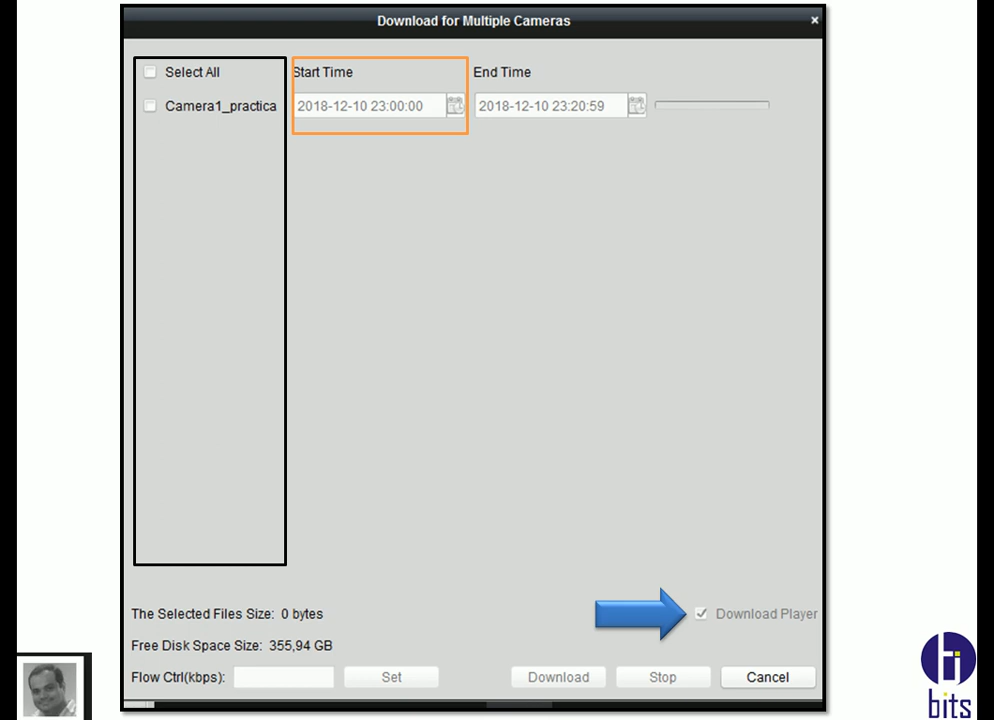 Download for Multiple Cameras
Select All Start Time End Time
Camera1_practica 2018-12-10 23:00:00 2018-12-10 23:20:59
The Selected Files Size: 0 bytes
Download Player
Free Disk Space Size: 355,94 GB
Flow Ctrl(kbps): Set Download Stop Cancel
bits